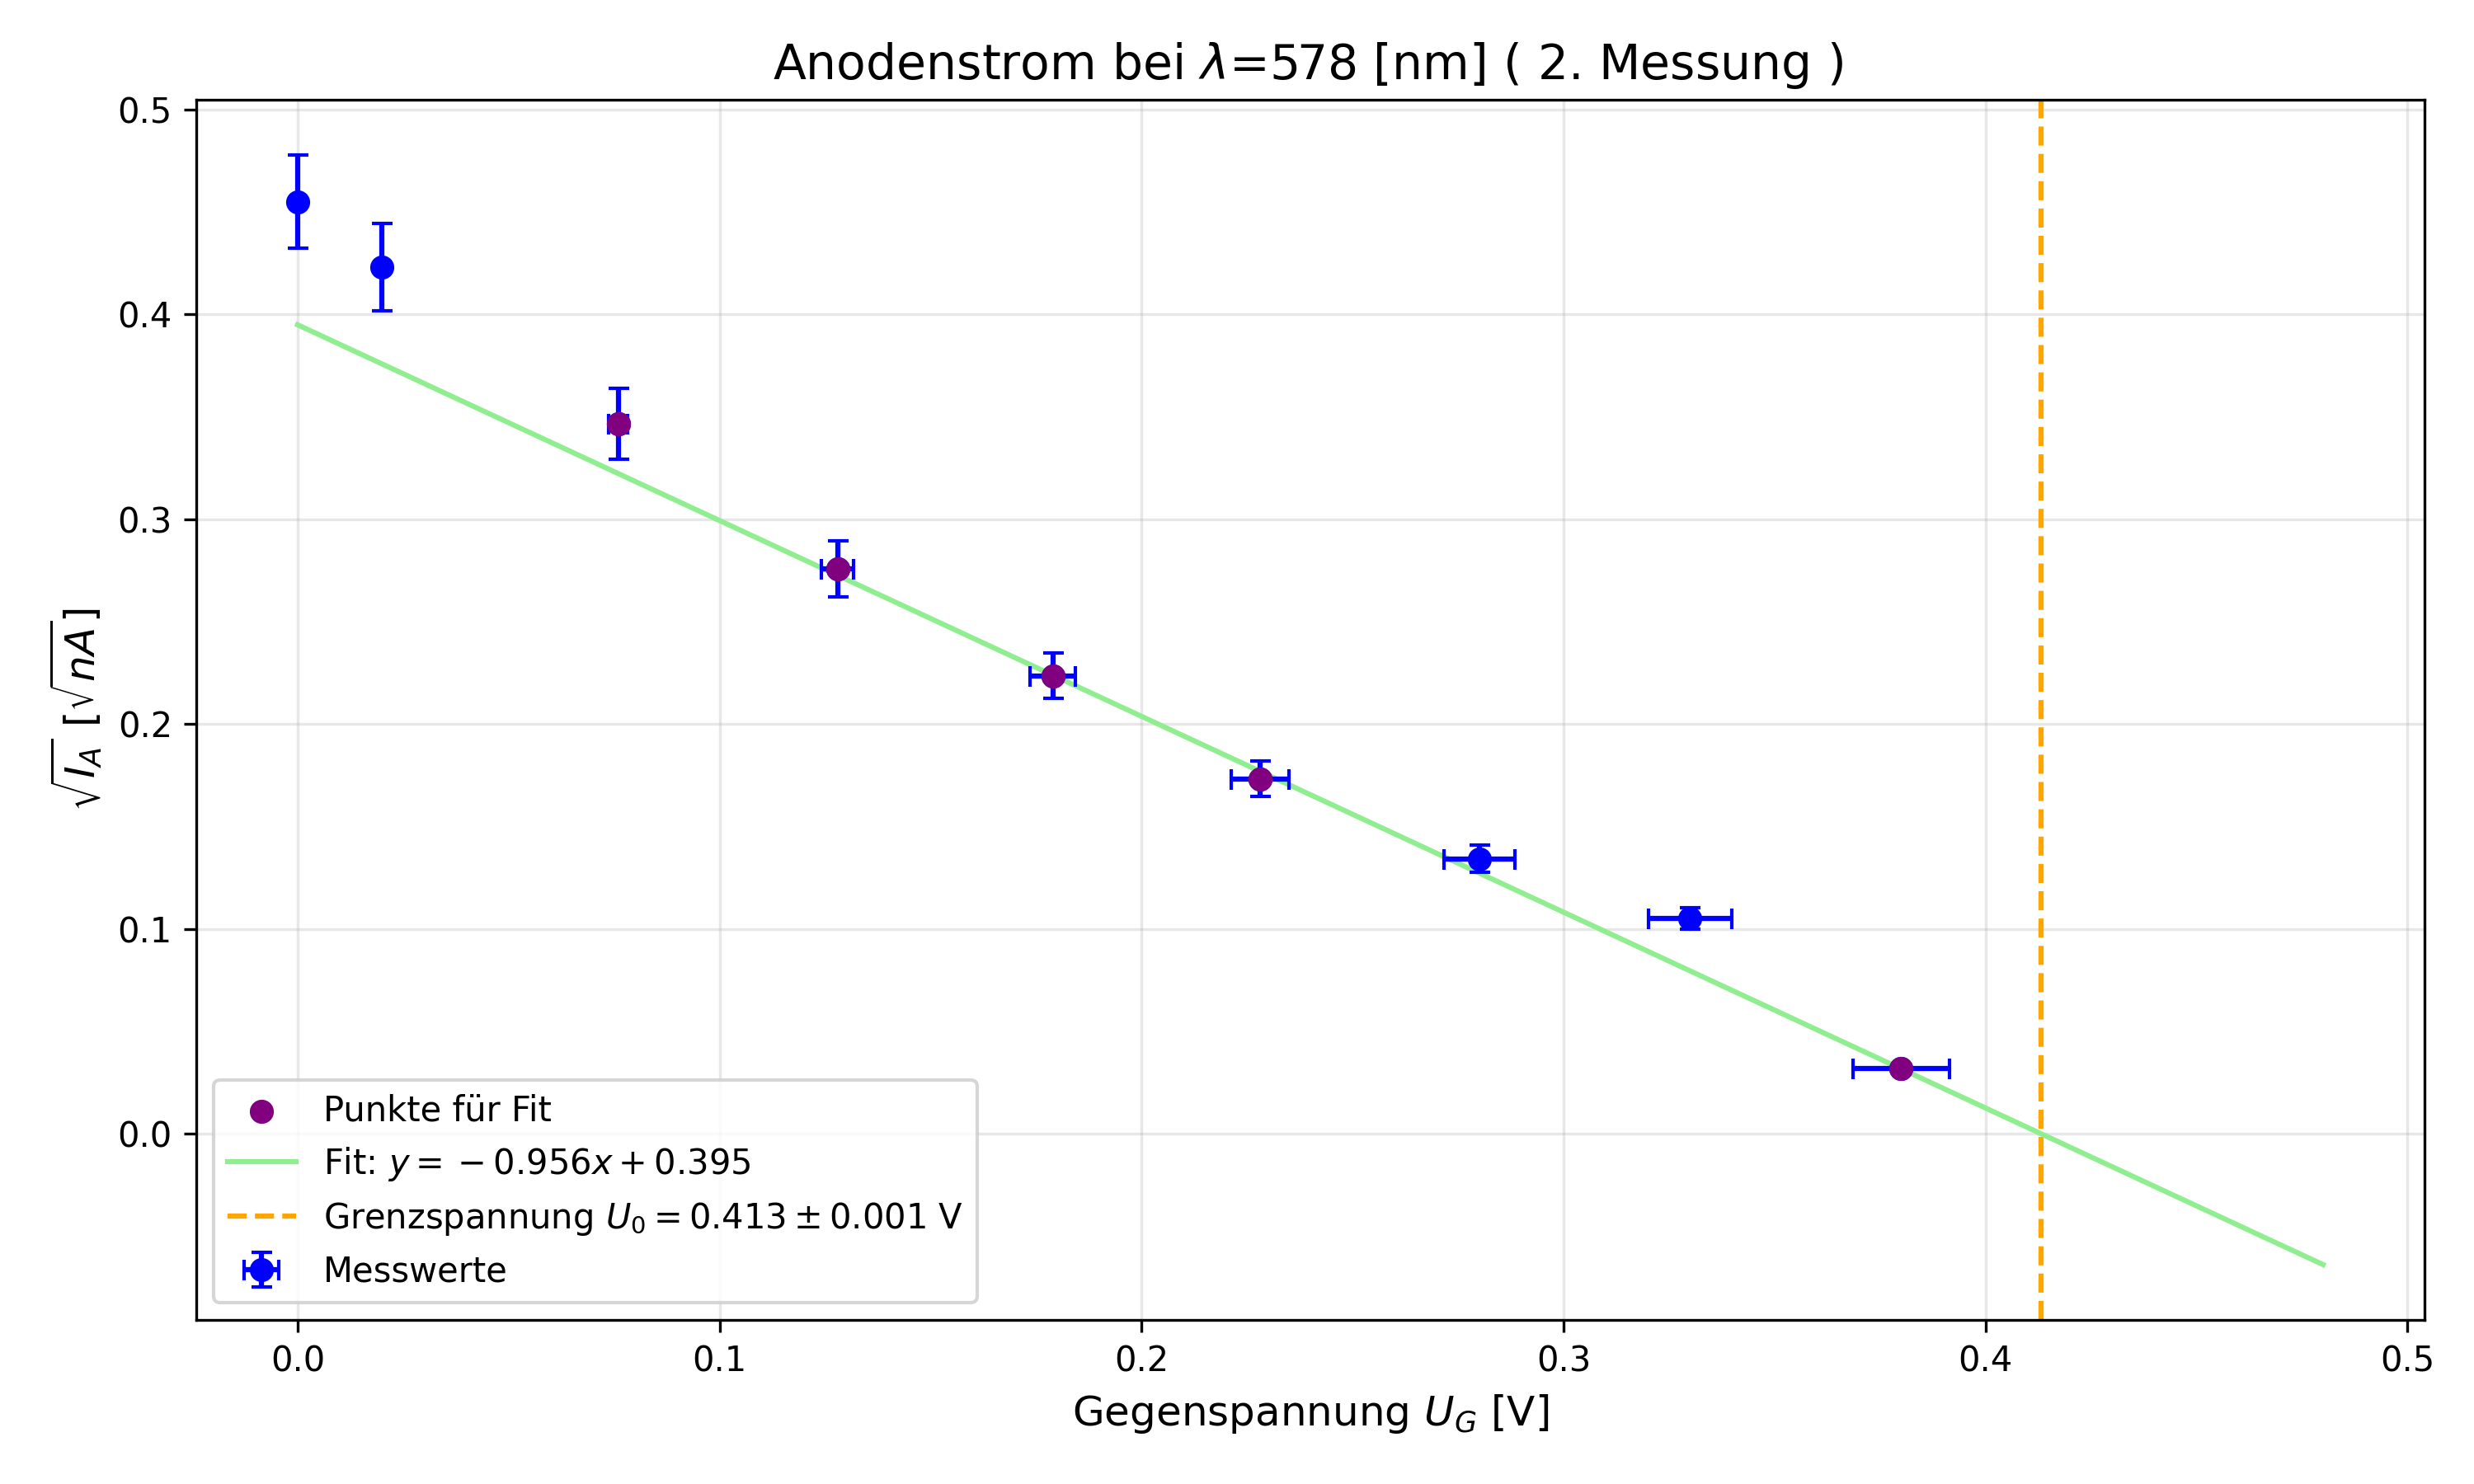 Anodenstrom bei λ=578 [nm] ( 2. Messung )
0.5
0.4
0.3
0.2
0.1
0.0
√I_A [√nA]
Punkte für Fit
Fit: y = −0.956x + 0.395
Grenzspannung U_0 = 0.413 ± 0.001 V
Messwerte
0.0 0.1 0.2 0.3 0.4 0.5
Gegenspannung U_G [V]